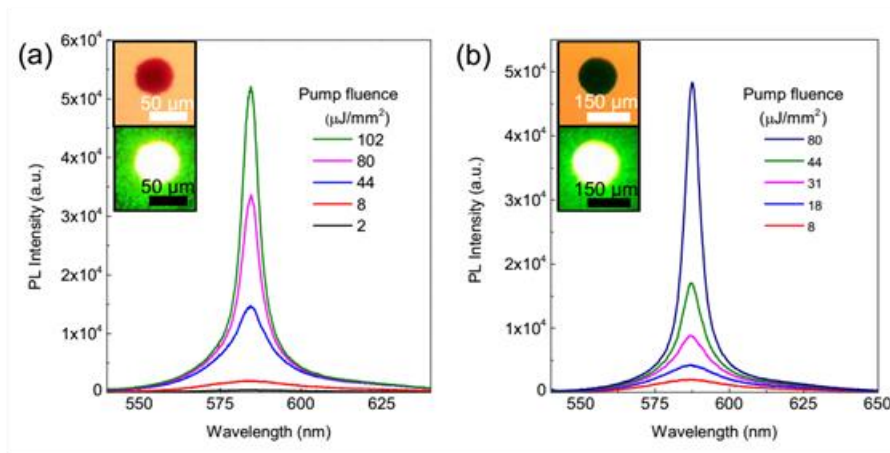 (a)
6x10⁴
5x10⁴
4x10⁴
3x10⁴
2x10⁴
1x10⁴
0
PL Intensity (a.u.)
50 µm
50 µm
Pump fluence
(µJ/mm²)
102
80
44
8
2
550 575 600 625
Wavelength (nm)
(b)
5x10⁴
4x10⁴
3x10⁴
2x10⁴
1x10⁴
0
PL Intensity (a.u.)
150 µm
150 µm
Pump fluence
(µJ/mm²)
80
44
31
18
8
550 575 600 625 650
Wavelength (nm)